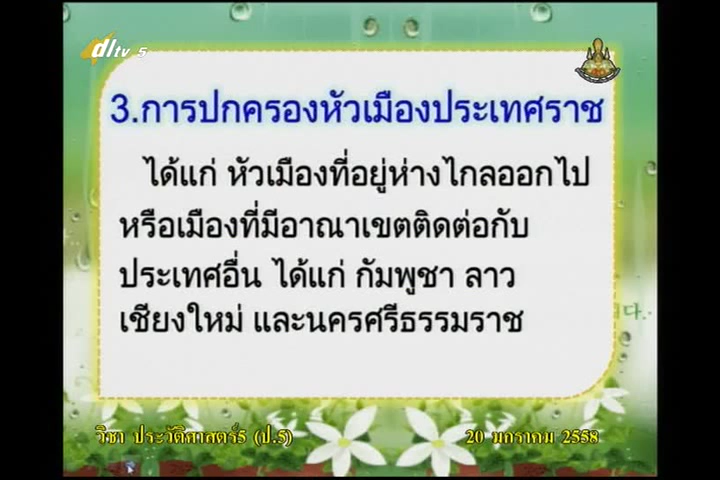 dltv 5
3.การปกครองหัวเมืองประเทศราช
ได้แก่ หัวเมืองที่อยู่ห่างไกลออกไป
หรือเมืองที่มีอาณาเขตติดต่อกับ
ประเทศอื่น ได้แก่ กัมพูชา ลาว
เชียงใหม่ และนครศรีธรรมราช
다.
วิชา ประวัติศาสตร์5 (ป.5)
20 มกราคม 2558